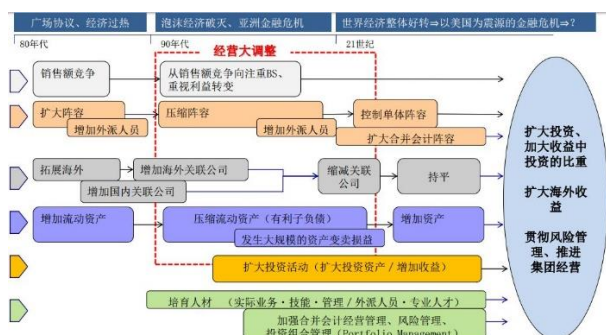 广场协议、经济过热
泡沫经济破灭、亚洲金融危机
世界经济整体好转⇒以美国为震源的金融危机⇒?
80年代
90年代
21世纪
经营大调整
销售额竞争
从销售额竞争向注重BS、
重视利益转变
扩大阵容
增加外派人员
压缩阵容
增加外派人员
控制单体阵容
扩大合并会计阵容
拓展海外
增加海外关联公司
增加国内关联公司
缩减关联
公司
持平
增加流动资产
压缩流动资产（有利子负债）
发生大规模的资产变卖损益
增加资产
扩大投资活动（扩大投资资产／增加收益）
培育人材 （实际业务・技能・管理／外派人员・专业人才）
加强合并会计经营管理、风险管理、
投资组合管理（Portfolio Management）
扩大投资、
加大收益中
投资的比重
扩大海外收
益
贯彻风险管
理、推进
集团经营